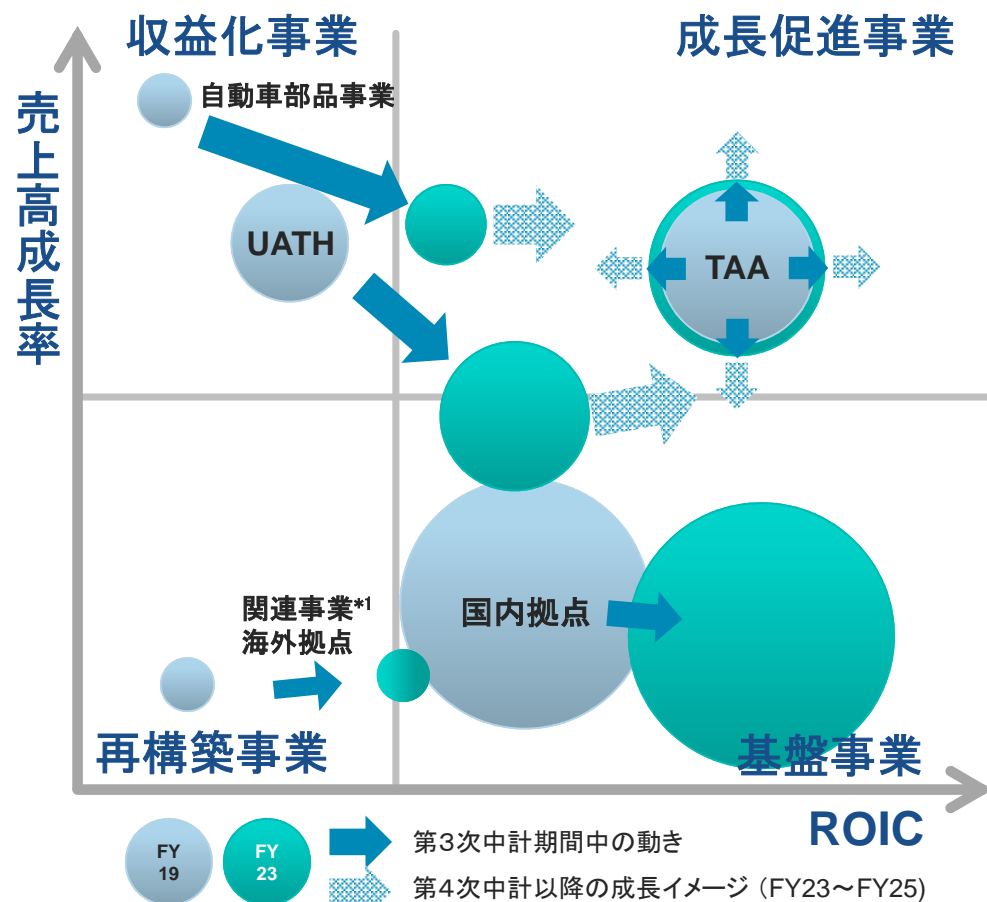 収益化事業
成長促進事業
売上高成長率
自動車部品事業
UATH
TAA
関連事業*1
海外拠点
国内拠点
再構築事業
基盤事業
ROIC
FY
19
FY
23
第3次中計期間中の動き
第4次中計以降の成長イメージ（FY23～FY25）